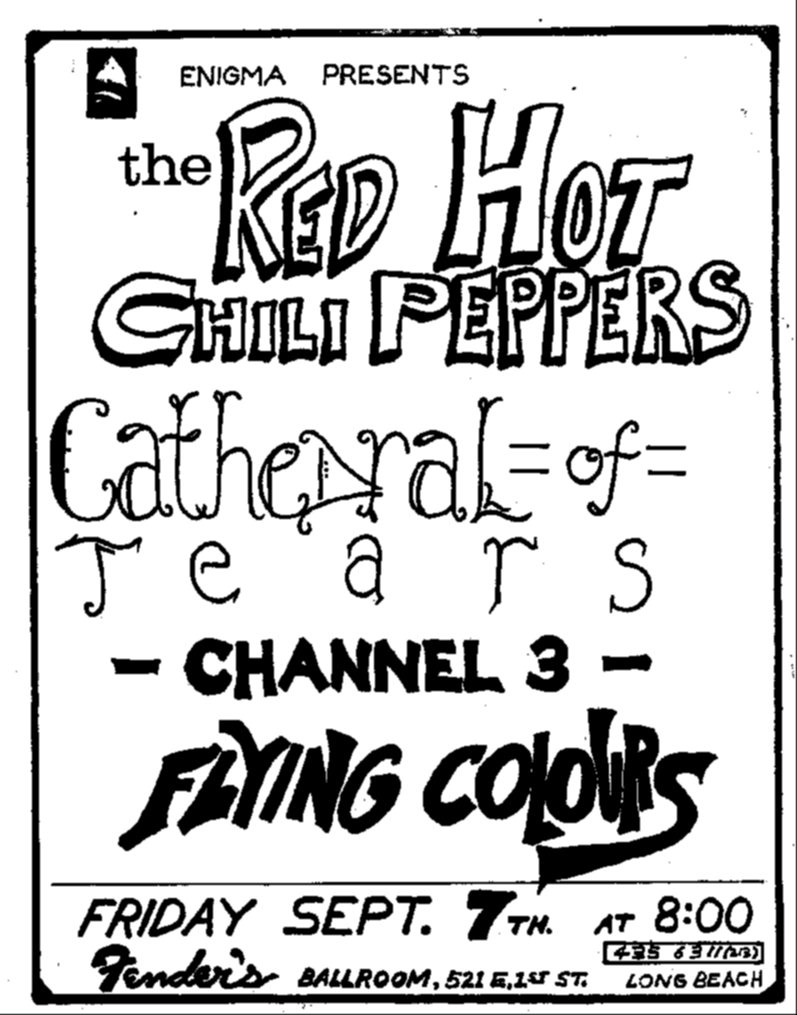 ENIGMA PRESENTS
the RED HOT
CHILI PEPPERS
Cathedral = of =
Tears
- CHANNEL 3 -
FLYING COLOURS
FRIDAY SEPT. 7TH. AT 8:00
435 6311 (213)
Fender's BALLROOM, 521 E. 1ST ST. LONG BEACH